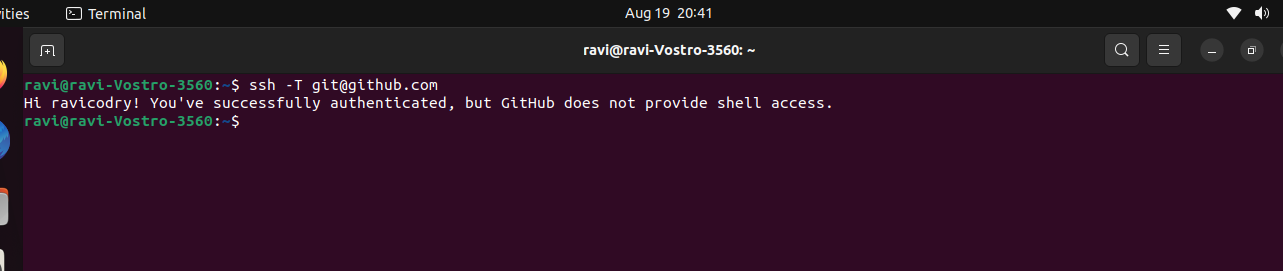 Terminal
Aug 19 20:41
ravi@ravi-Vostro-3560: ~
ravi@ravi-Vostro-3560:~$ ssh -T git@github.com
Hi ravicodry! You've successfully authenticated, but GitHub does not provide shell access.
ravi@ravi-Vostro-3560:~$